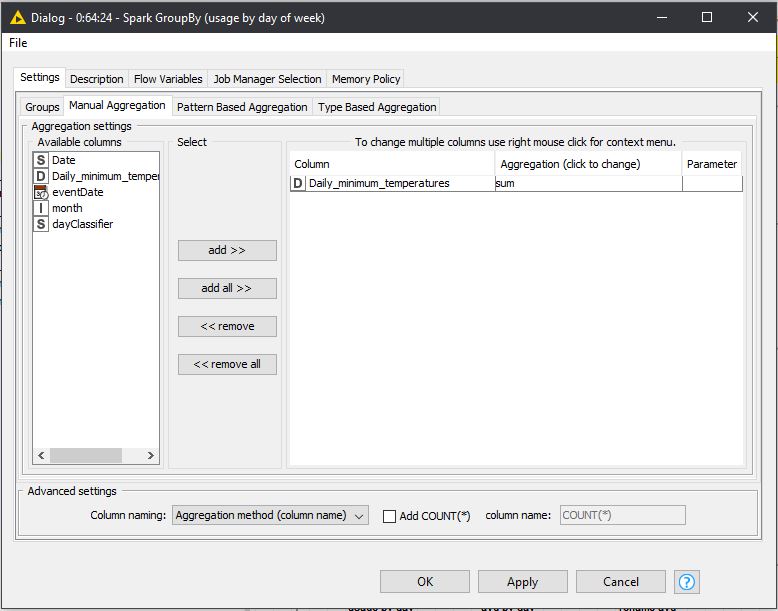 Dialog - 0:64:24 - Spark GroupBy (usage by day of week)
File
Settings Description Flow Variables Job Manager Selection Memory Policy
Groups Manual Aggregation Pattern Based Aggregation Type Based Aggregation
Aggregation settings
Available columns
S Date
D Daily_minimum_temper
eventDate
I month
S dayClassifier
Select
add >>
add all >>
<< remove
<< remove all
To change multiple columns use right mouse click for context menu.
Column Aggregation (click to change) Parameter
D Daily_minimum_temperatures sum
Advanced settings
Column naming: Aggregation method (column name) Add COUNT(*) column name: COUNT(*)
OK Apply Cancel ?